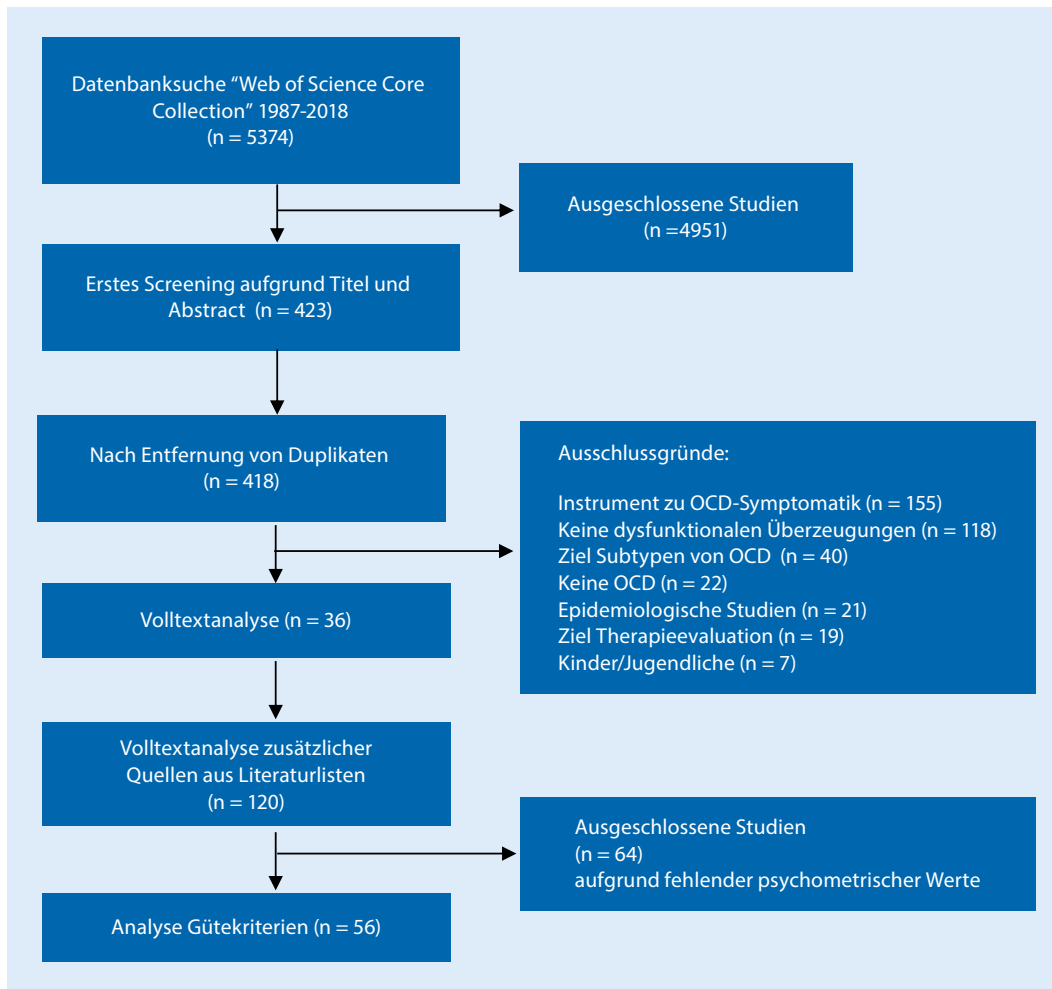 Datenbanksuche “Web of Science Core
Collection” 1987-2018
(n = 5374)
Ausgeschlossene Studien
(n =4951)
Erstes Screening aufgrund Titel und
Abstract (n = 423)
Nach Entfernung von Duplikaten
(n = 418)
Ausschlussgründe:
Instrument zu OCD-Symptomatik (n = 155)
Keine dysfunktionalen Überzeugungen (n = 118)
Ziel Subtypen von OCD (n = 40)
Keine OCD (n = 22)
Epidemiologische Studien (n = 21)
Ziel Therapieevaluation (n = 19)
Kinder/Jugendliche (n = 7)
Volltextanalyse (n = 36)
Volltextanalyse zusätzlicher
Quellen aus Literaturlisten
(n = 120)
Ausgeschlossene Studien
(n = 64)
aufgrund fehlender psychometrischer Werte
Analyse Gütekriterien (n = 56)